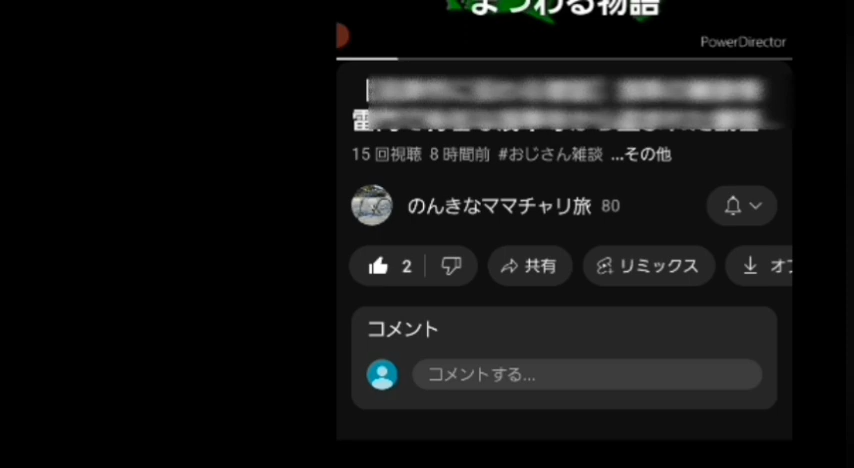 まつわる物語
PowerDirector
15 回視聴 8 時間前 #おじさん雑談 ...その他
のんきなママチャリ旅 80
2 共有 リミックス オフ
コメント
コメントする...